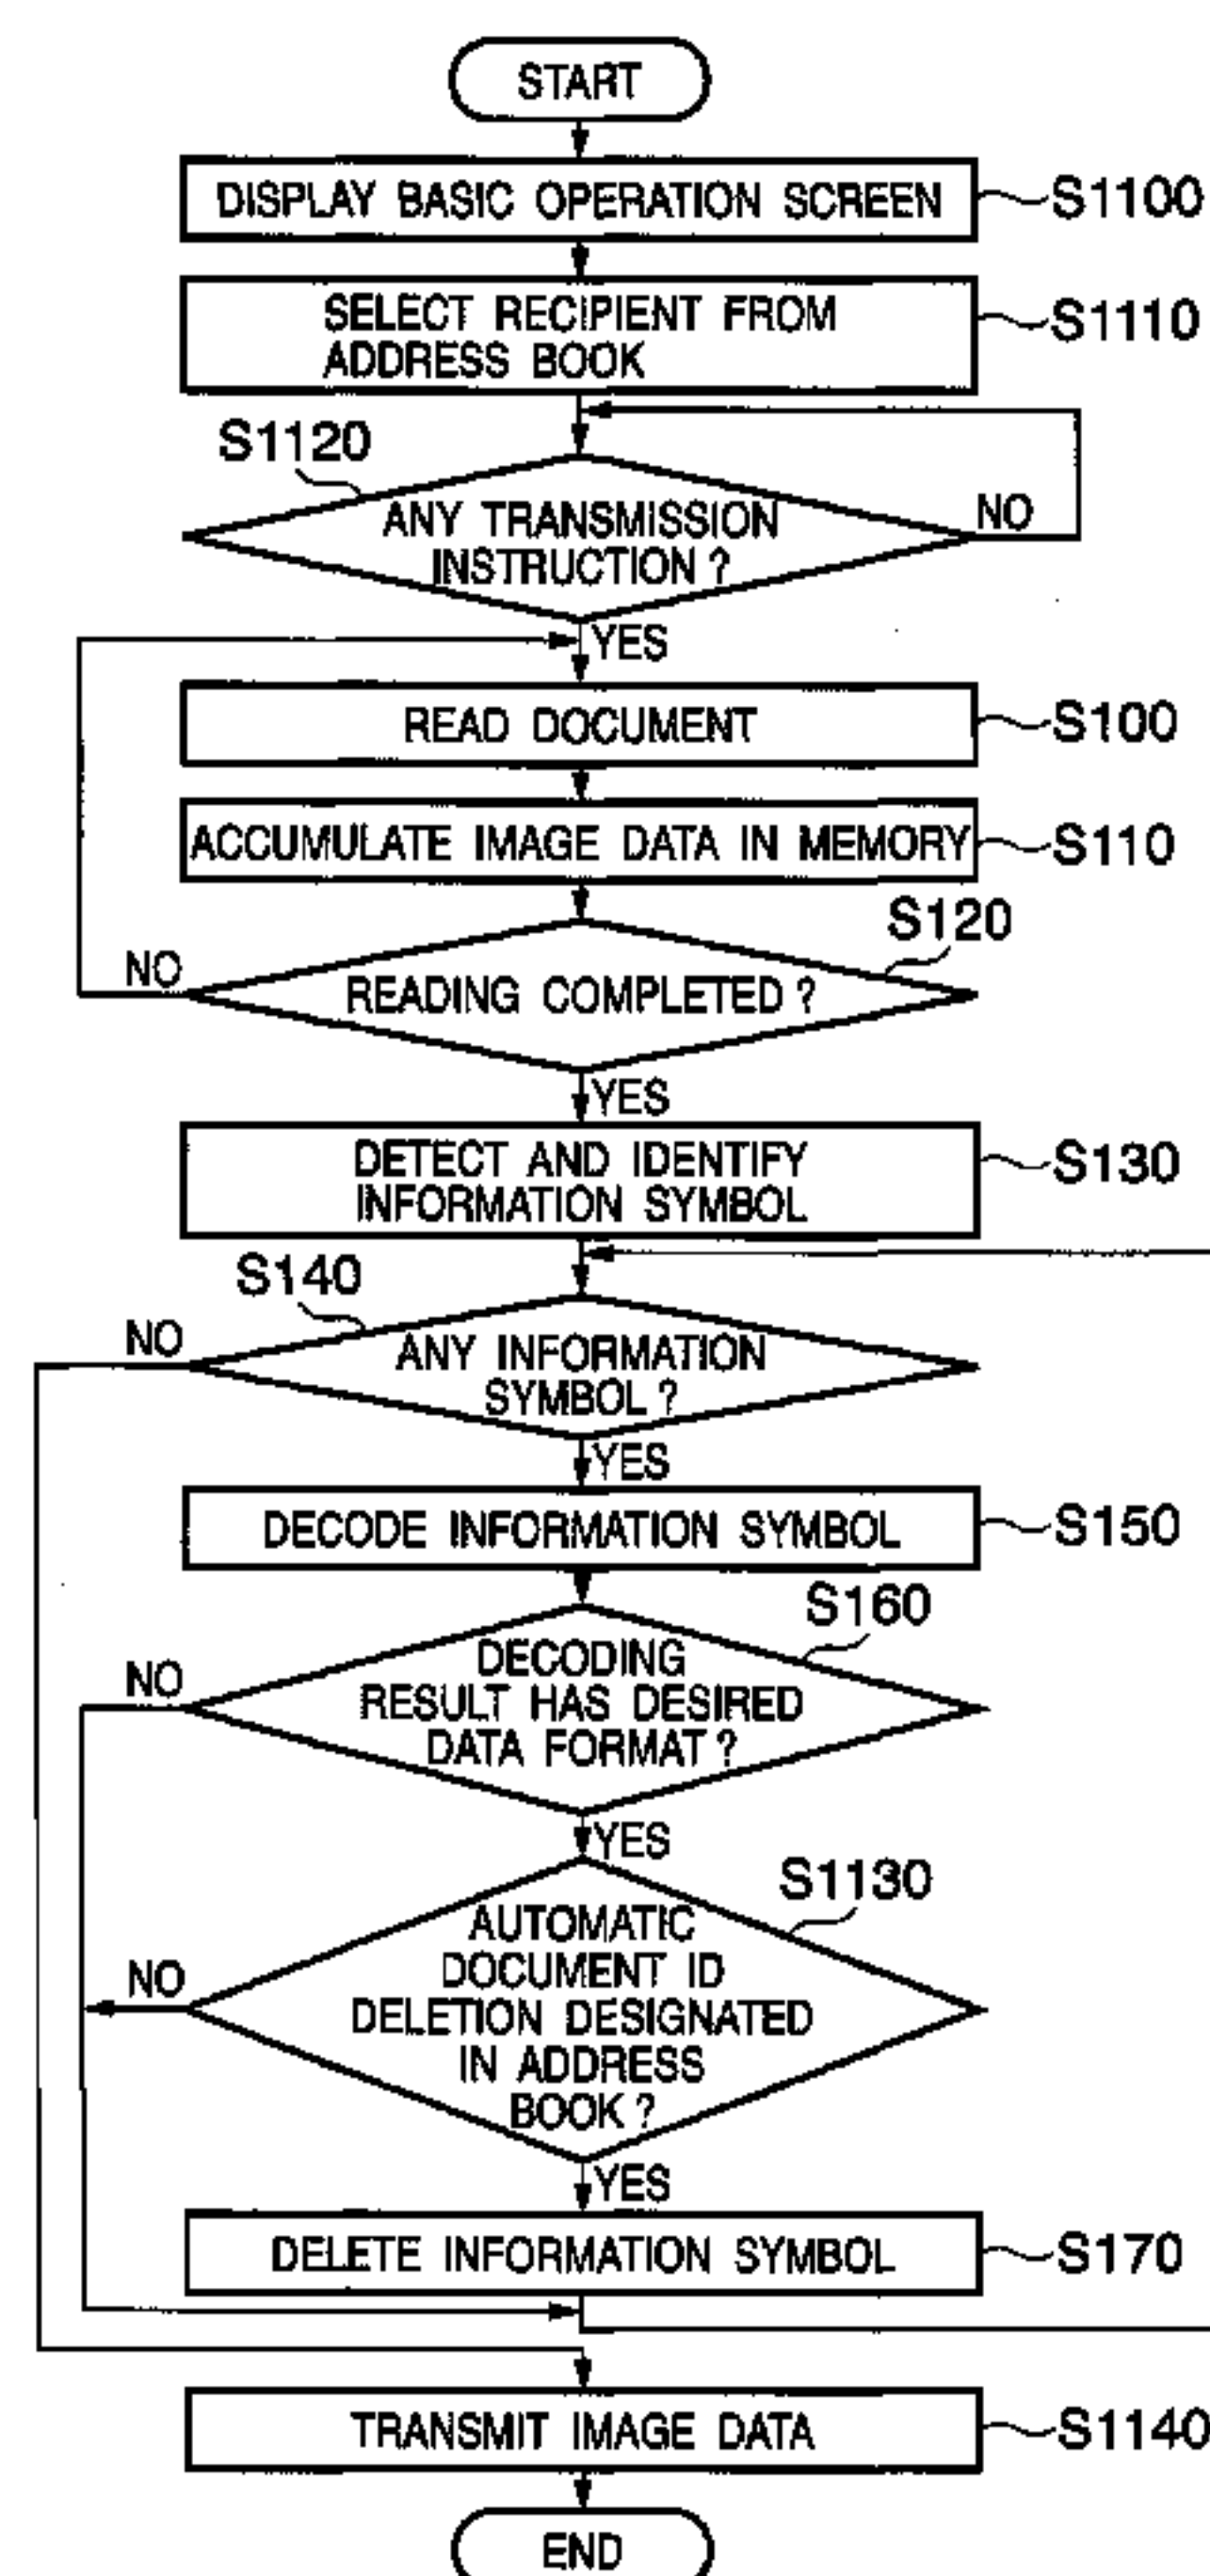 START
DISPLAY BASIC OPERATION SCREEN
S1100
SELECT RECIPIENT FROM
ADDRESS BOOK
S1110
S1120
ANY TRANSMISSION
INSTRUCTION ?
NO
YES
READ DOCUMENT
S100
ACCUMULATE IMAGE DATA IN MEMORY
S110
S120
NO
READING COMPLETED ?
YES
DETECT AND IDENTIFY
INFORMATION SYMBOL
S130
S140
NO
ANY INFORMATION
SYMBOL ?
YES
DECODE INFORMATION SYMBOL
S150
S160
NO
DECODING
RESULT HAS DESIRED
DATA FORMAT ?
YES
S1130
NO
AUTOMATIC
DOCUMENT ID
DELETION DESIGNATED
IN ADDRESS
BOOK ?
YES
DELETE INFORMATION SYMBOL
S170
TRANSMIT IMAGE DATA
S1140
END